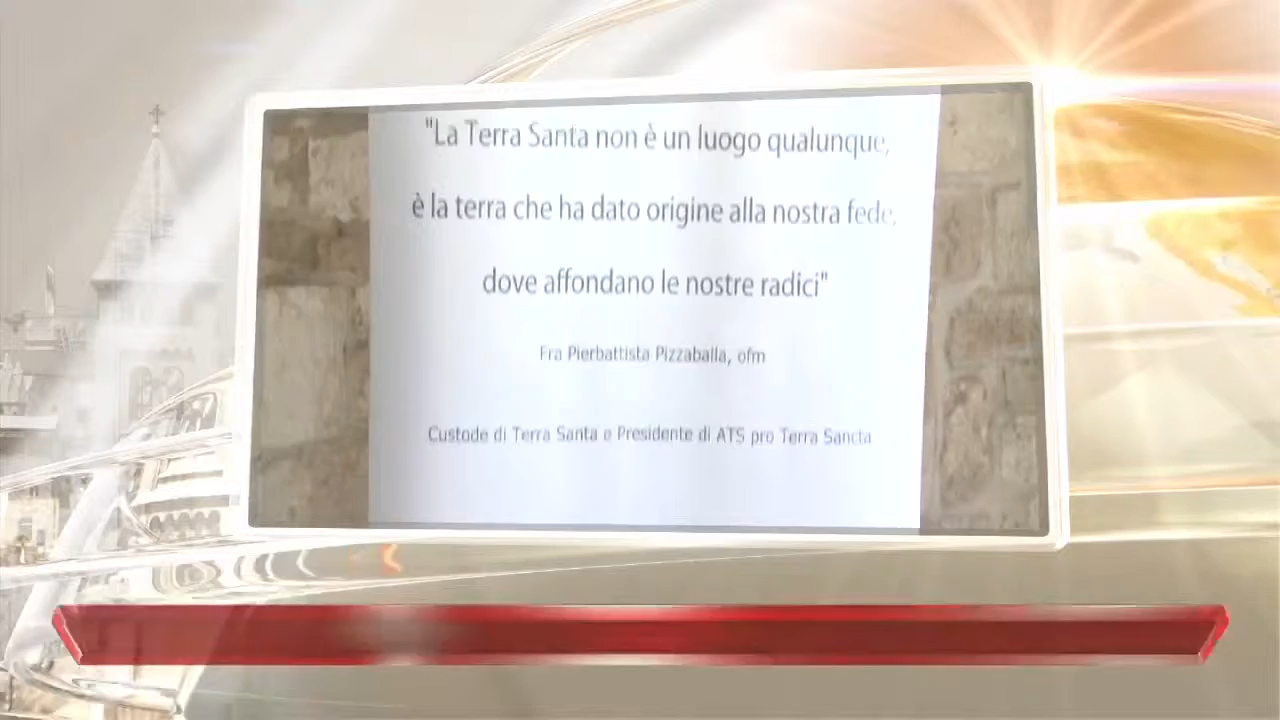 "La Terra Santa non è un luogo qualunque,
è la terra che ha dato origine alla nostra fede,
dove affondano le nostre radici"
Fra Pierbattista Pizzaballa, ofm
Custode di Terra Santa e Presidente di ATS pro Terra Sancta